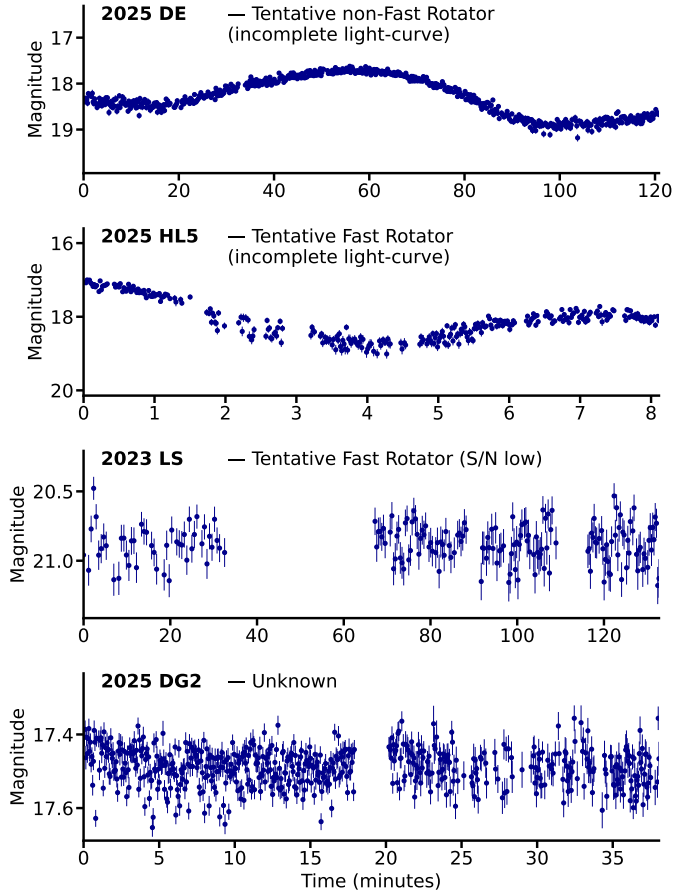 2025 DE — Tentative non-Fast Rotator
(incomplete light-curve)
17
18
19
Magnitude
0 20 40 60 80 100 120
2025 HL5 — Tentative Fast Rotator
(incomplete light-curve)
16
18
20
Magnitude
0 1 2 3 4 5 6 7 8
2023 LS — Tentative Fast Rotator (S/N low)
20.5
21.0
Magnitude
0 20 40 60 80 100 120
2025 DG2 — Unknown
17.4
17.6
Magnitude
0 5 10 15 20 25 30 35
Time (minutes)